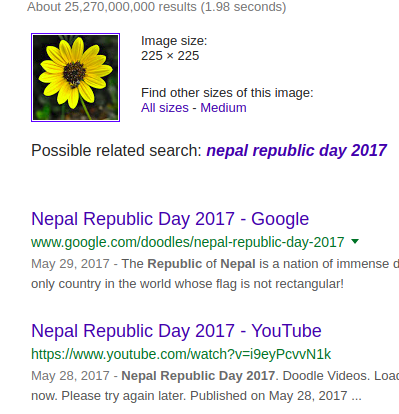 About 25,270,000,000 results (1.98 seconds)
Image size:
225 × 225
Find other sizes of this image:
All sizes - Medium
Possible related search: nepal republic day 2017
Nepal Republic Day 2017 - Google
www.google.com/doodles/nepal-republic-day-2017
May 29, 2017 - The Republic of Nepal is a nation of immense d
only country in the world whose flag is not rectangular!
Nepal Republic Day 2017 - YouTube
https://www.youtube.com/watch?v=i9eyPcvvN1k
May 28, 2017 - Nepal Republic Day 2017. Doodle Videos. Load
now. Please try again later. Published on May 28, 2017 ...